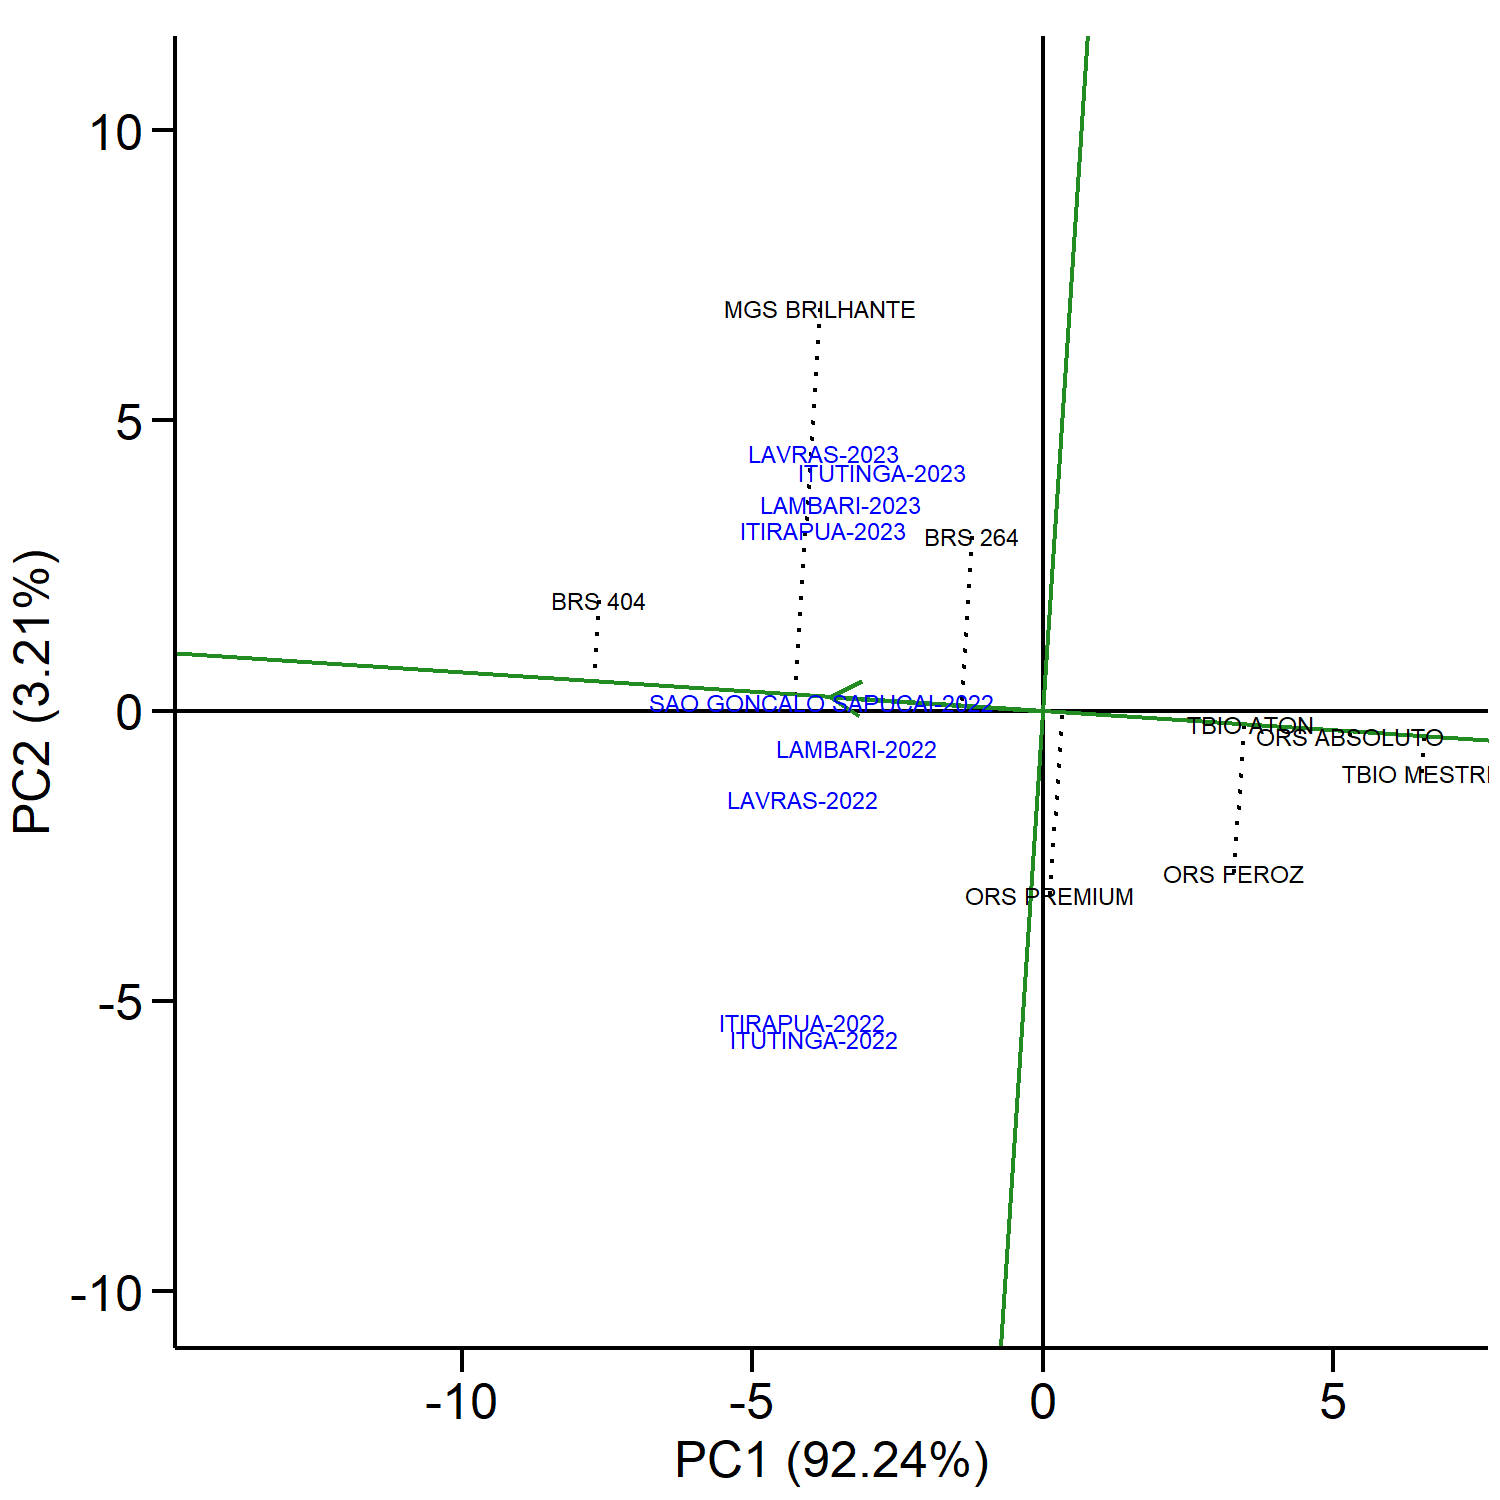 10
MGS BRILHANTE
5
LAVRAS-2023
ITUTINGA-2023
LAMBARI-2023
ITIRAPUA-2023
BRS 264
BRS 404
0
SAO GONCALO SAPUCAI-2022
TBIO ATON
ORS ABSOLUTO
LAMBARI-2022
TBIO MESTRE
LAVRAS-2022
ORS FEROZ
ORS PREMIUM
-5
ITIRAPUA-2022
ITUTINGA-2022
-10
PC2 (3.21%)
-10
-5
0
5
PC1 (92.24%)